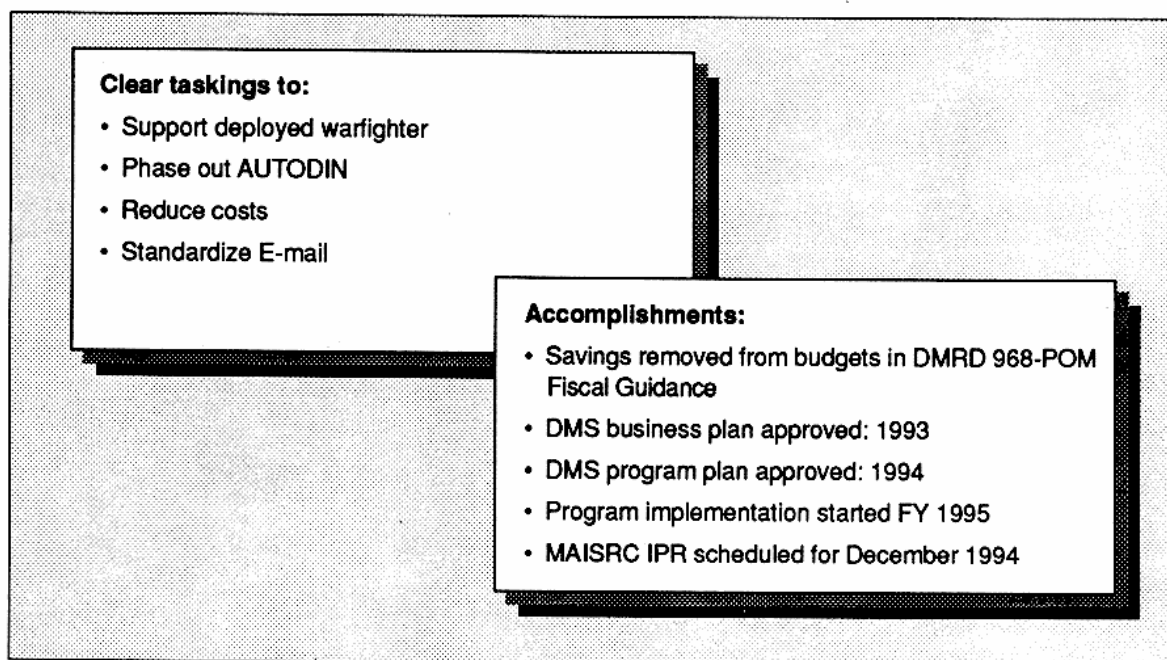 Clear taskings to:
• Support deployed warfighter
• Phase out AUTODIN
• Reduce costs
• Standardize E-mail
Accomplishments:
• Savings removed from budgets in DMRD 968-POM
Fiscal Guidance
• DMS business plan approved: 1993
• DMS program plan approved: 1994
• Program implementation started FY 1995
• MAISRC IPR scheduled for December 1994